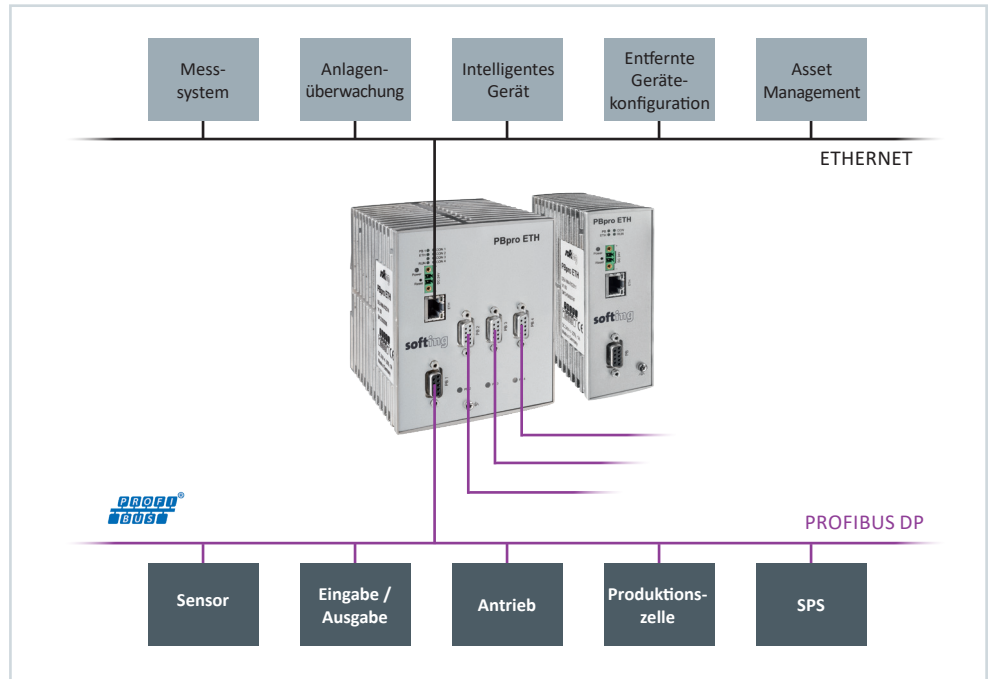 Mess-
system
Anlagen-
überwachung
Intelligentes
Gerät
Entfernte
Geräte-
konfiguration
Asset
Management
ETHERNET
PBpro ETH
PBpro ETH
softing
softing
PROFI
BUS
®
PROFIBUS DP
Sensor
Eingabe /
Ausgabe
Antrieb
Produktions-
zelle
SPS